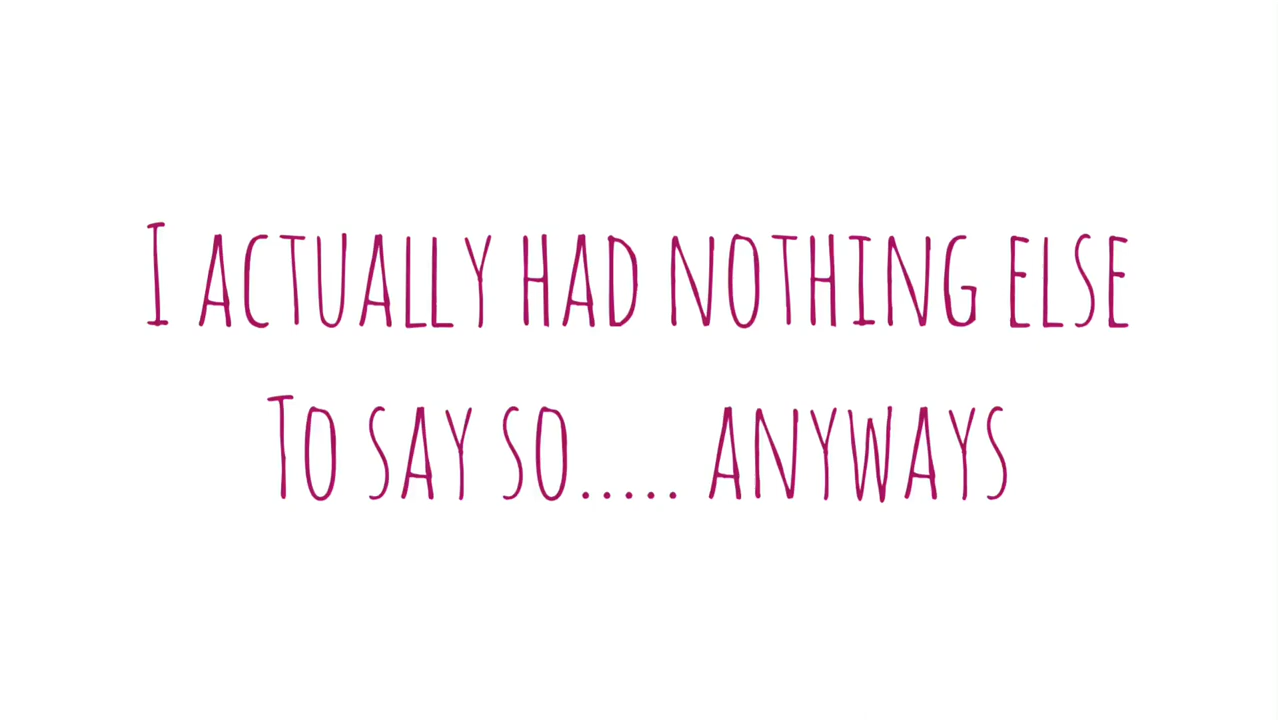 I ACTUALLY HAD NOTHING ELSE
TO SAY SO..... ANYWAYS